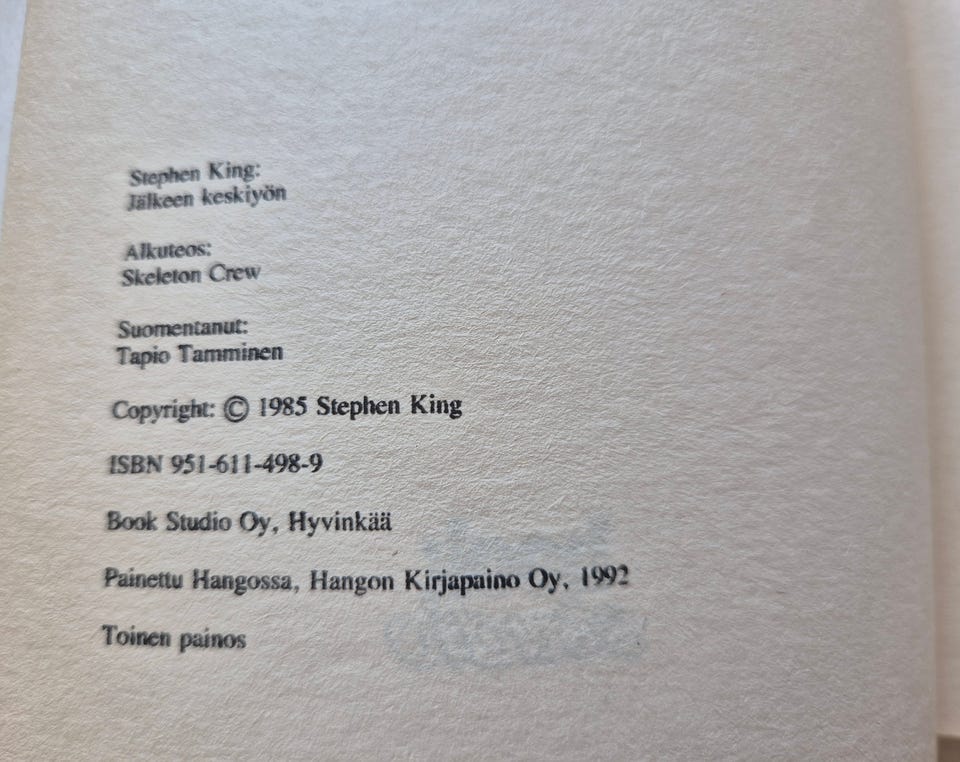 Stephen King:
Jälkeen keskiyön
Alkuteos:
Skeleton Crew
Suomentanut:
Tapio Tamminen
Copyright: © 1985 Stephen King
ISBN 951-611-498-9
Book Studio Oy, Hyvinkää
Painettu Hangossa, Hangon Kirjapaino Oy, 1992
Toinen painos